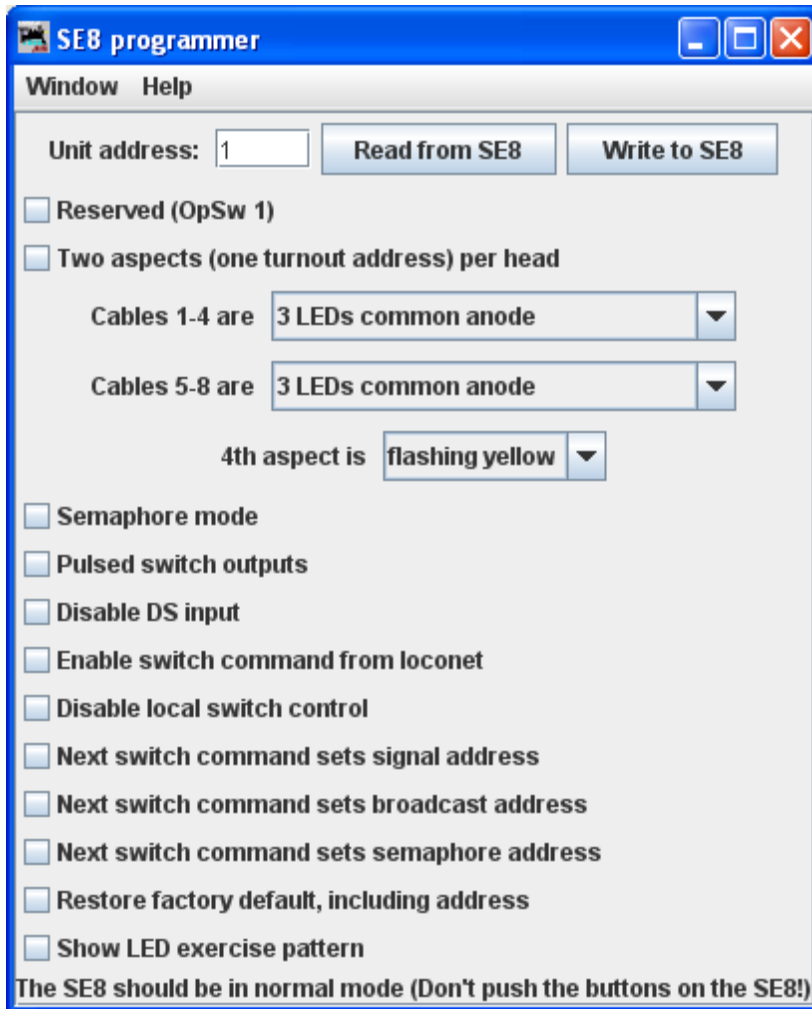 SE8 programmer
Window Help
Unit address: 1 Read from SE8 Write to SE8
Reserved (OpSw 1)
Two aspects (one turnout address) per head
Cables 1-4 are 3 LEDs common anode
Cables 5-8 are 3 LEDs common anode
4th aspect is flashing yellow
Semaphore mode
Pulsed switch outputs
Disable DS input
Enable switch command from loconet
Disable local switch control
Next switch command sets signal address
Next switch command sets broadcast address
Next switch command sets semaphore address
Restore factory default, including address
Show LED exercise pattern
The SE8 should be in normal mode (Don't push the buttons on the SE8!)